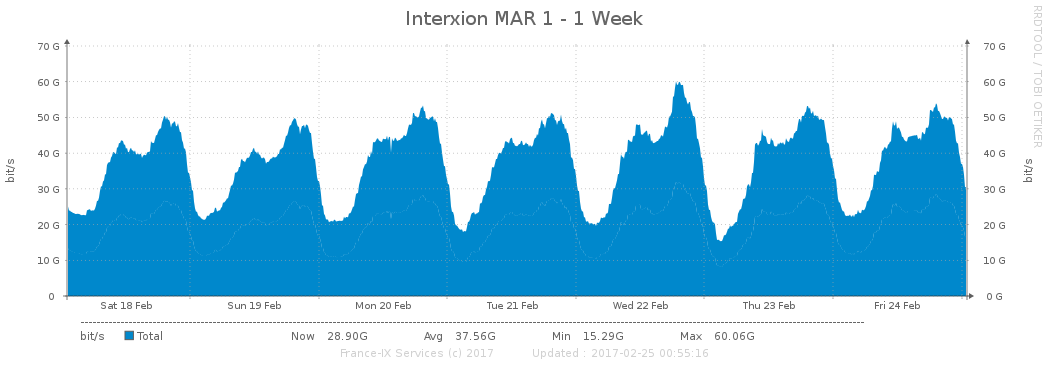 Interxion MAR 1 - 1 Week
RRDTOOL / TOBI OETIKER
bit/s
70 G 70 G
60 G 60 G
50 G 50 G
40 G 40 G
30 G 30 G
20 G 20 G
10 G 10 G
0 0 G
bit/s
Sat 18 Feb Sun 19 Feb Mon 20 Feb Tue 21 Feb Wed 22 Feb Thu 23 Feb Fri 24 Feb
bit/s Total Now 28.90G Avg 37.56G Min 15.29G Max 60.06G
France-IX Services (c) 2017 Updated : 2017-02-25 00:55:16